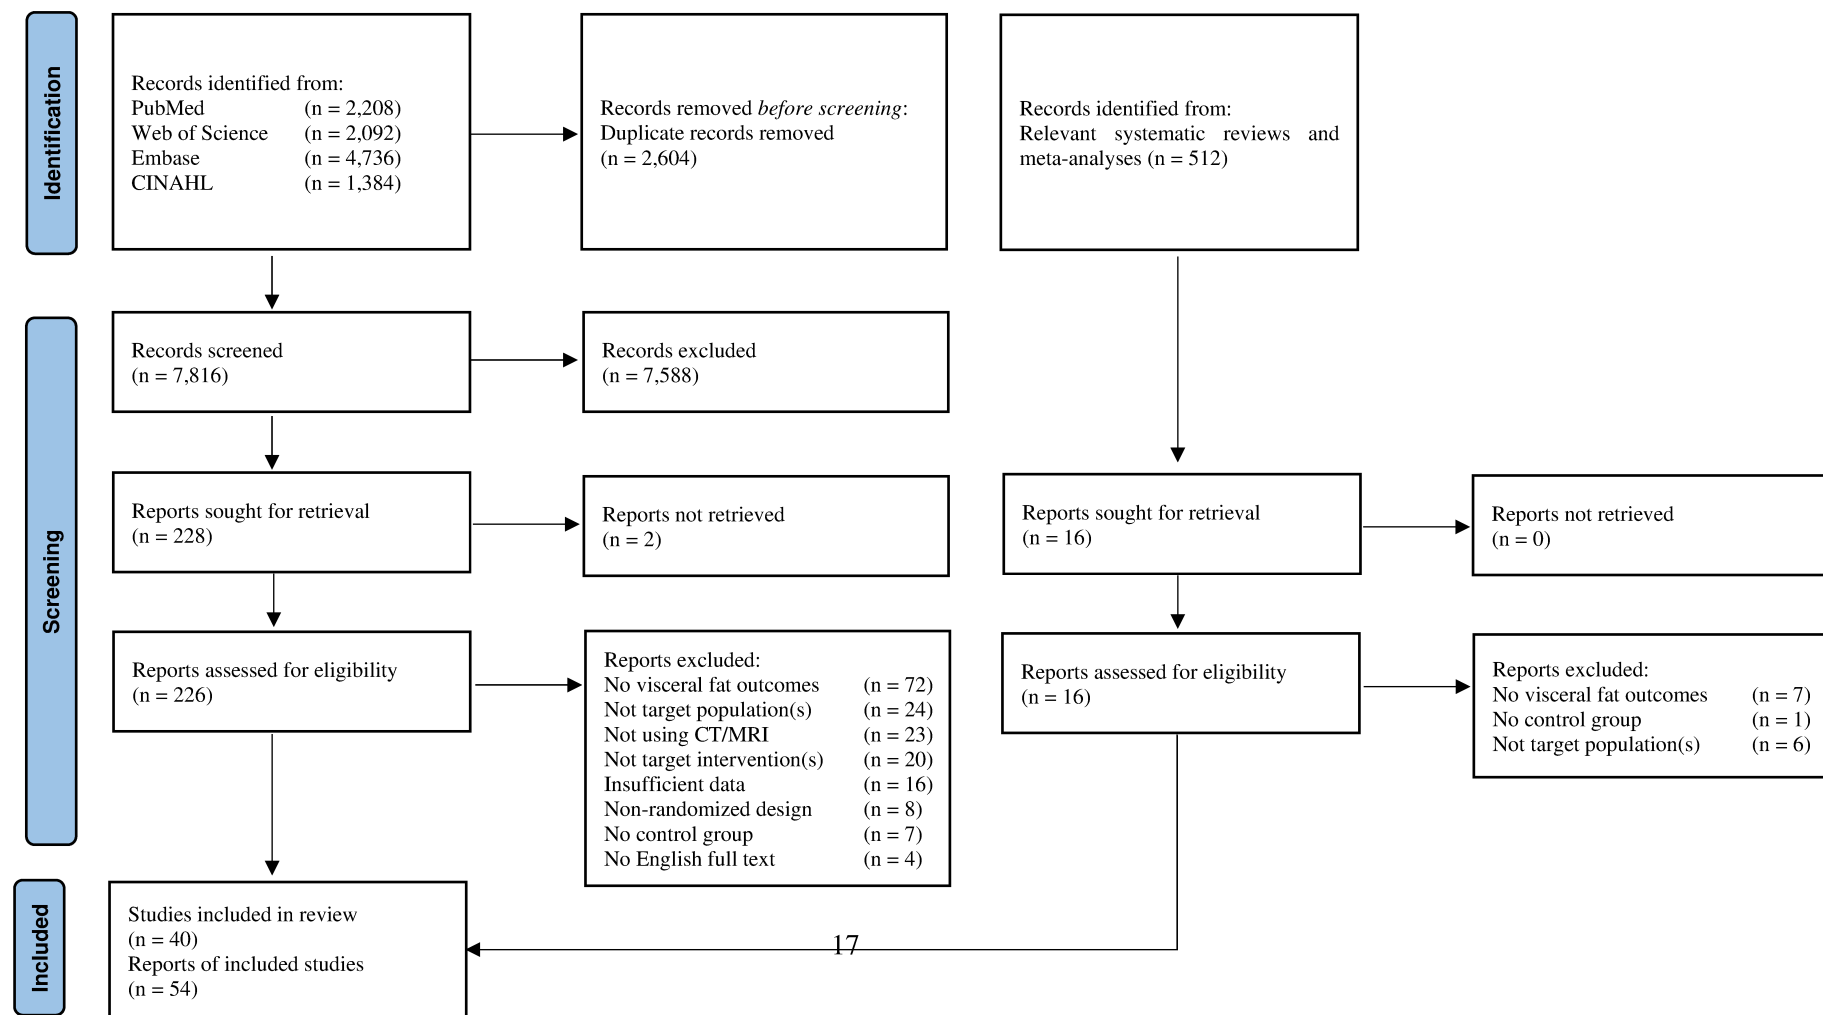 Identification
Records identified from:
PubMed (n = 2,208)
Web of Science (n = 2,092)
Embase (n = 4,736)
CINAHL (n = 1,384)
Records removed before screening:
Duplicate records removed
(n = 2,604)
Records identified from:
Relevant systematic reviews and
meta-analyses (n = 512)
Screening
Records screened
(n = 7,816)
Records excluded
(n = 7,588)
Reports sought for retrieval
(n = 228)
Reports not retrieved
(n = 2)
Reports sought for retrieval
(n = 16)
Reports not retrieved
(n = 0)
Reports assessed for eligibility
(n = 226)
Reports excluded:
No visceral fat outcomes (n = 72)
Not target population(s) (n = 24)
Not using CT/MRI (n = 23)
Not target intervention(s) (n = 20)
Insufficient data (n = 16)
Non-randomized design (n = 8)
No control group (n = 7)
No English full text (n = 4)
Reports assessed for eligibility
(n = 16)
Reports excluded:
No visceral fat outcomes (n = 7)
No control group (n = 1)
Not target population(s) (n = 6)
Included
Studies included in review
(n = 40)
Reports of included studies
(n = 54)
17